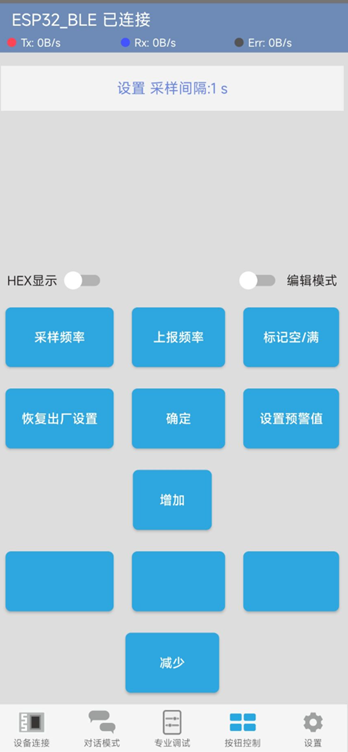 ESP32_BLE 已连接
Tx: 0B/s Rx: 0B/s Err: 0B/s
设置 采样间隔:1 s
HEX显示 编辑模式
采样频率 上报频率 标记空/满
恢复出厂设置 确定 设置预警值
增加
减少
设备连接 对话模式 专业调试 按钮控制 设置